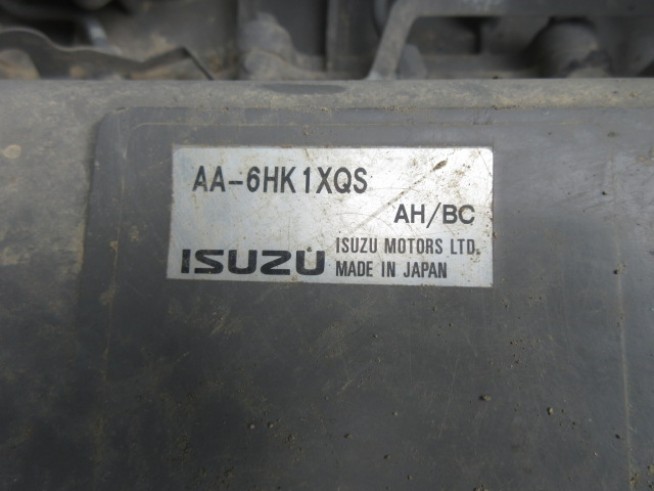 AA-6HK1XQS
AH/BC
ISUZU
ISUZU MOTORS LTD.
MADE IN JAPAN